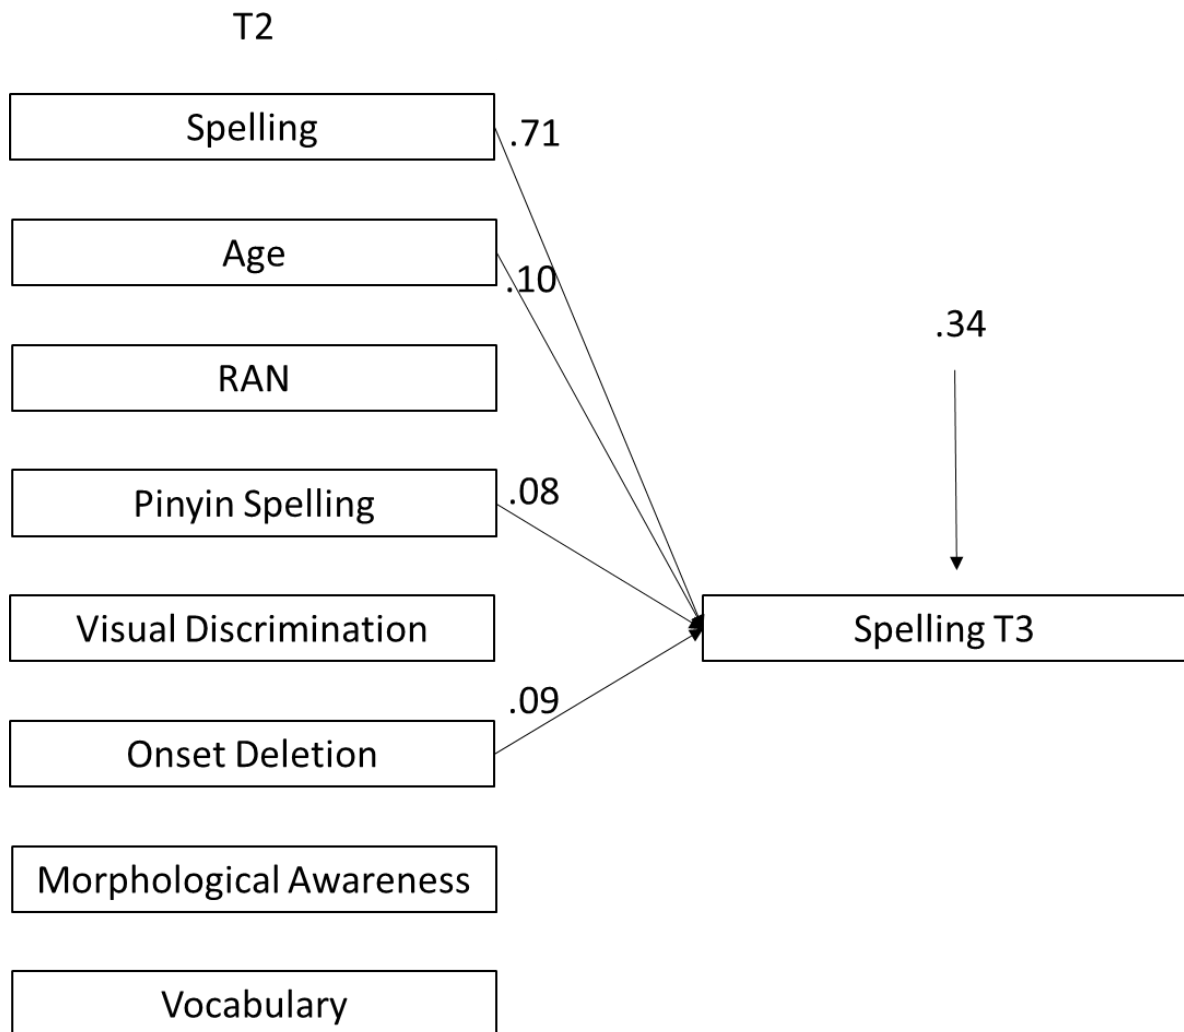 T2
Spelling
.71
Age
.10
RAN
.34
Pinyin Spelling
.08
Visual Discrimination
Spelling T3
.09
Onset Deletion
Morphological Awareness
Vocabulary